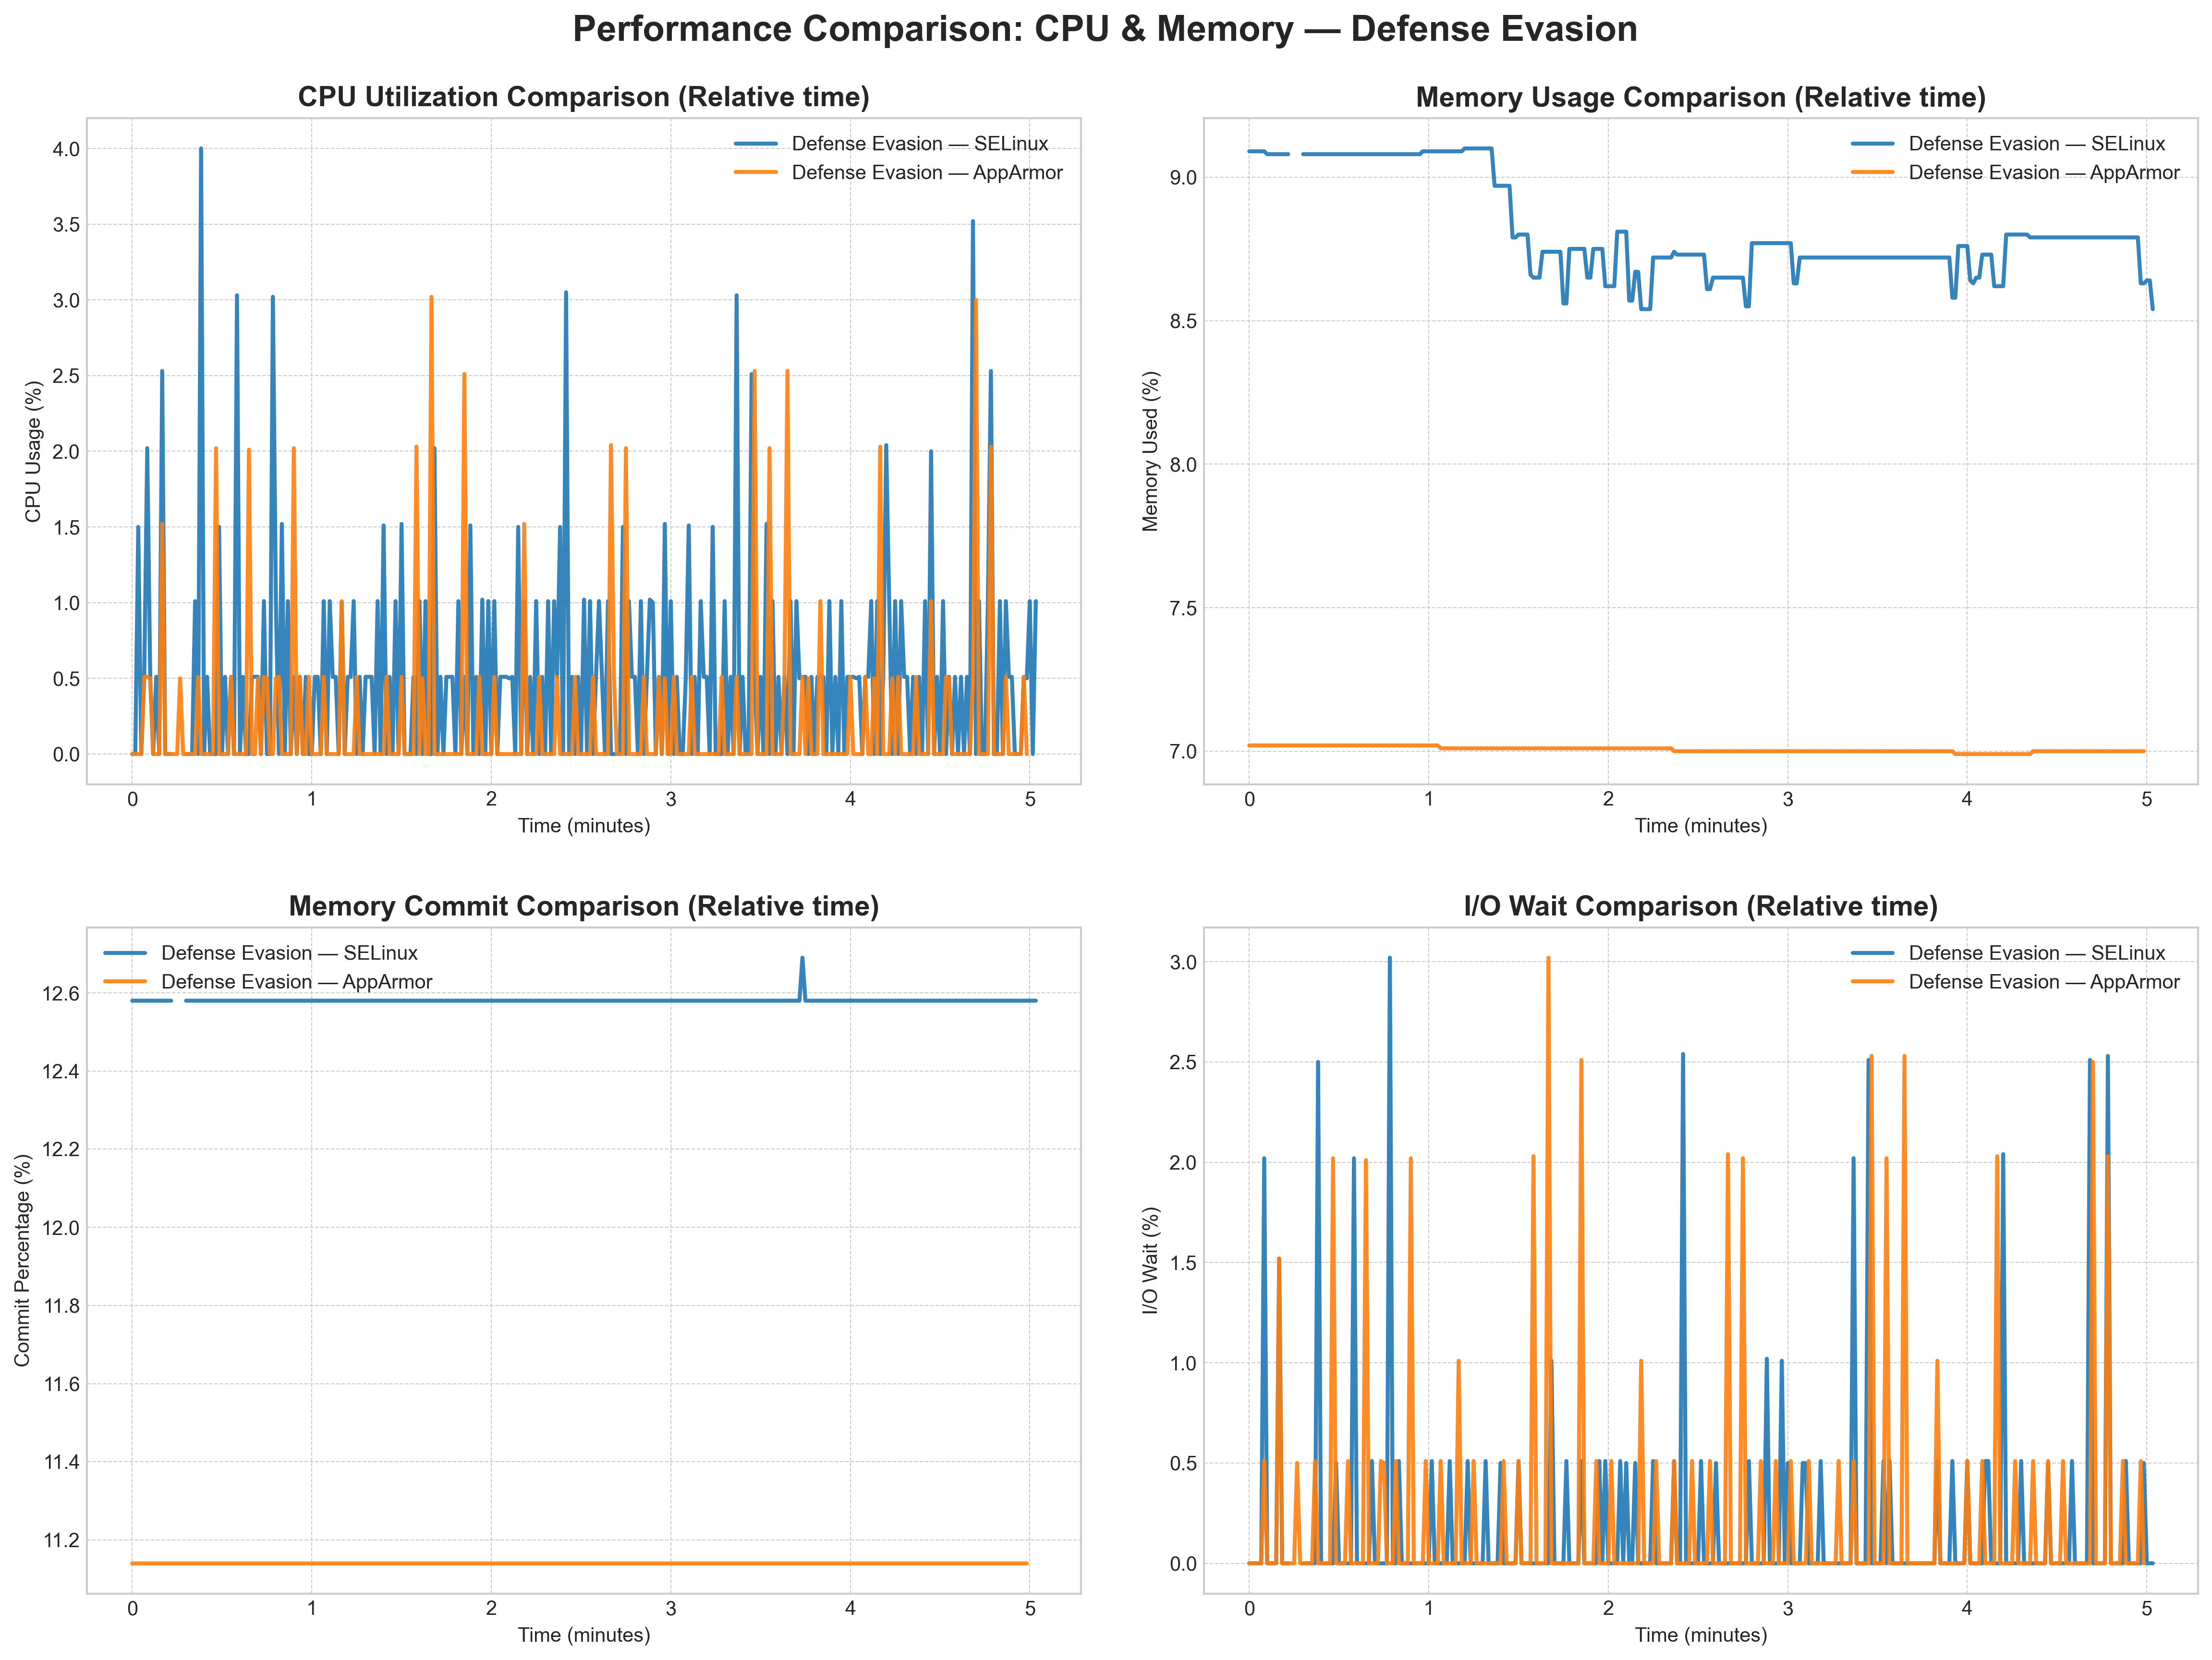 Performance Comparison: CPU & Memory — Defense Evasion
CPU Utilization Comparison (Relative time)
Defense Evasion — SELinux
Defense Evasion — AppArmor
CPU Usage (%)
4.0
3.5
3.0
2.5
2.0
1.5
1.0
0.5
0.0
0 1 2 3 4 5
Time (minutes)
Memory Usage Comparison (Relative time)
Defense Evasion — SELinux
Defense Evasion — AppArmor
Memory Used (%)
9.0
8.5
8.0
7.5
7.0
0 1 2 3 4 5
Time (minutes)
Memory Commit Comparison (Relative time)
Defense Evasion — SELinux
Defense Evasion — AppArmor
Commit Percentage (%)
12.6
12.4
12.2
12.0
11.8
11.6
11.4
11.2
0 1 2 3 4 5
Time (minutes)
I/O Wait Comparison (Relative time)
Defense Evasion — SELinux
Defense Evasion — AppArmor
I/O Wait (%)
3.0
2.5
2.0
1.5
1.0
0.5
0.0
0 1 2 3 4 5
Time (minutes)